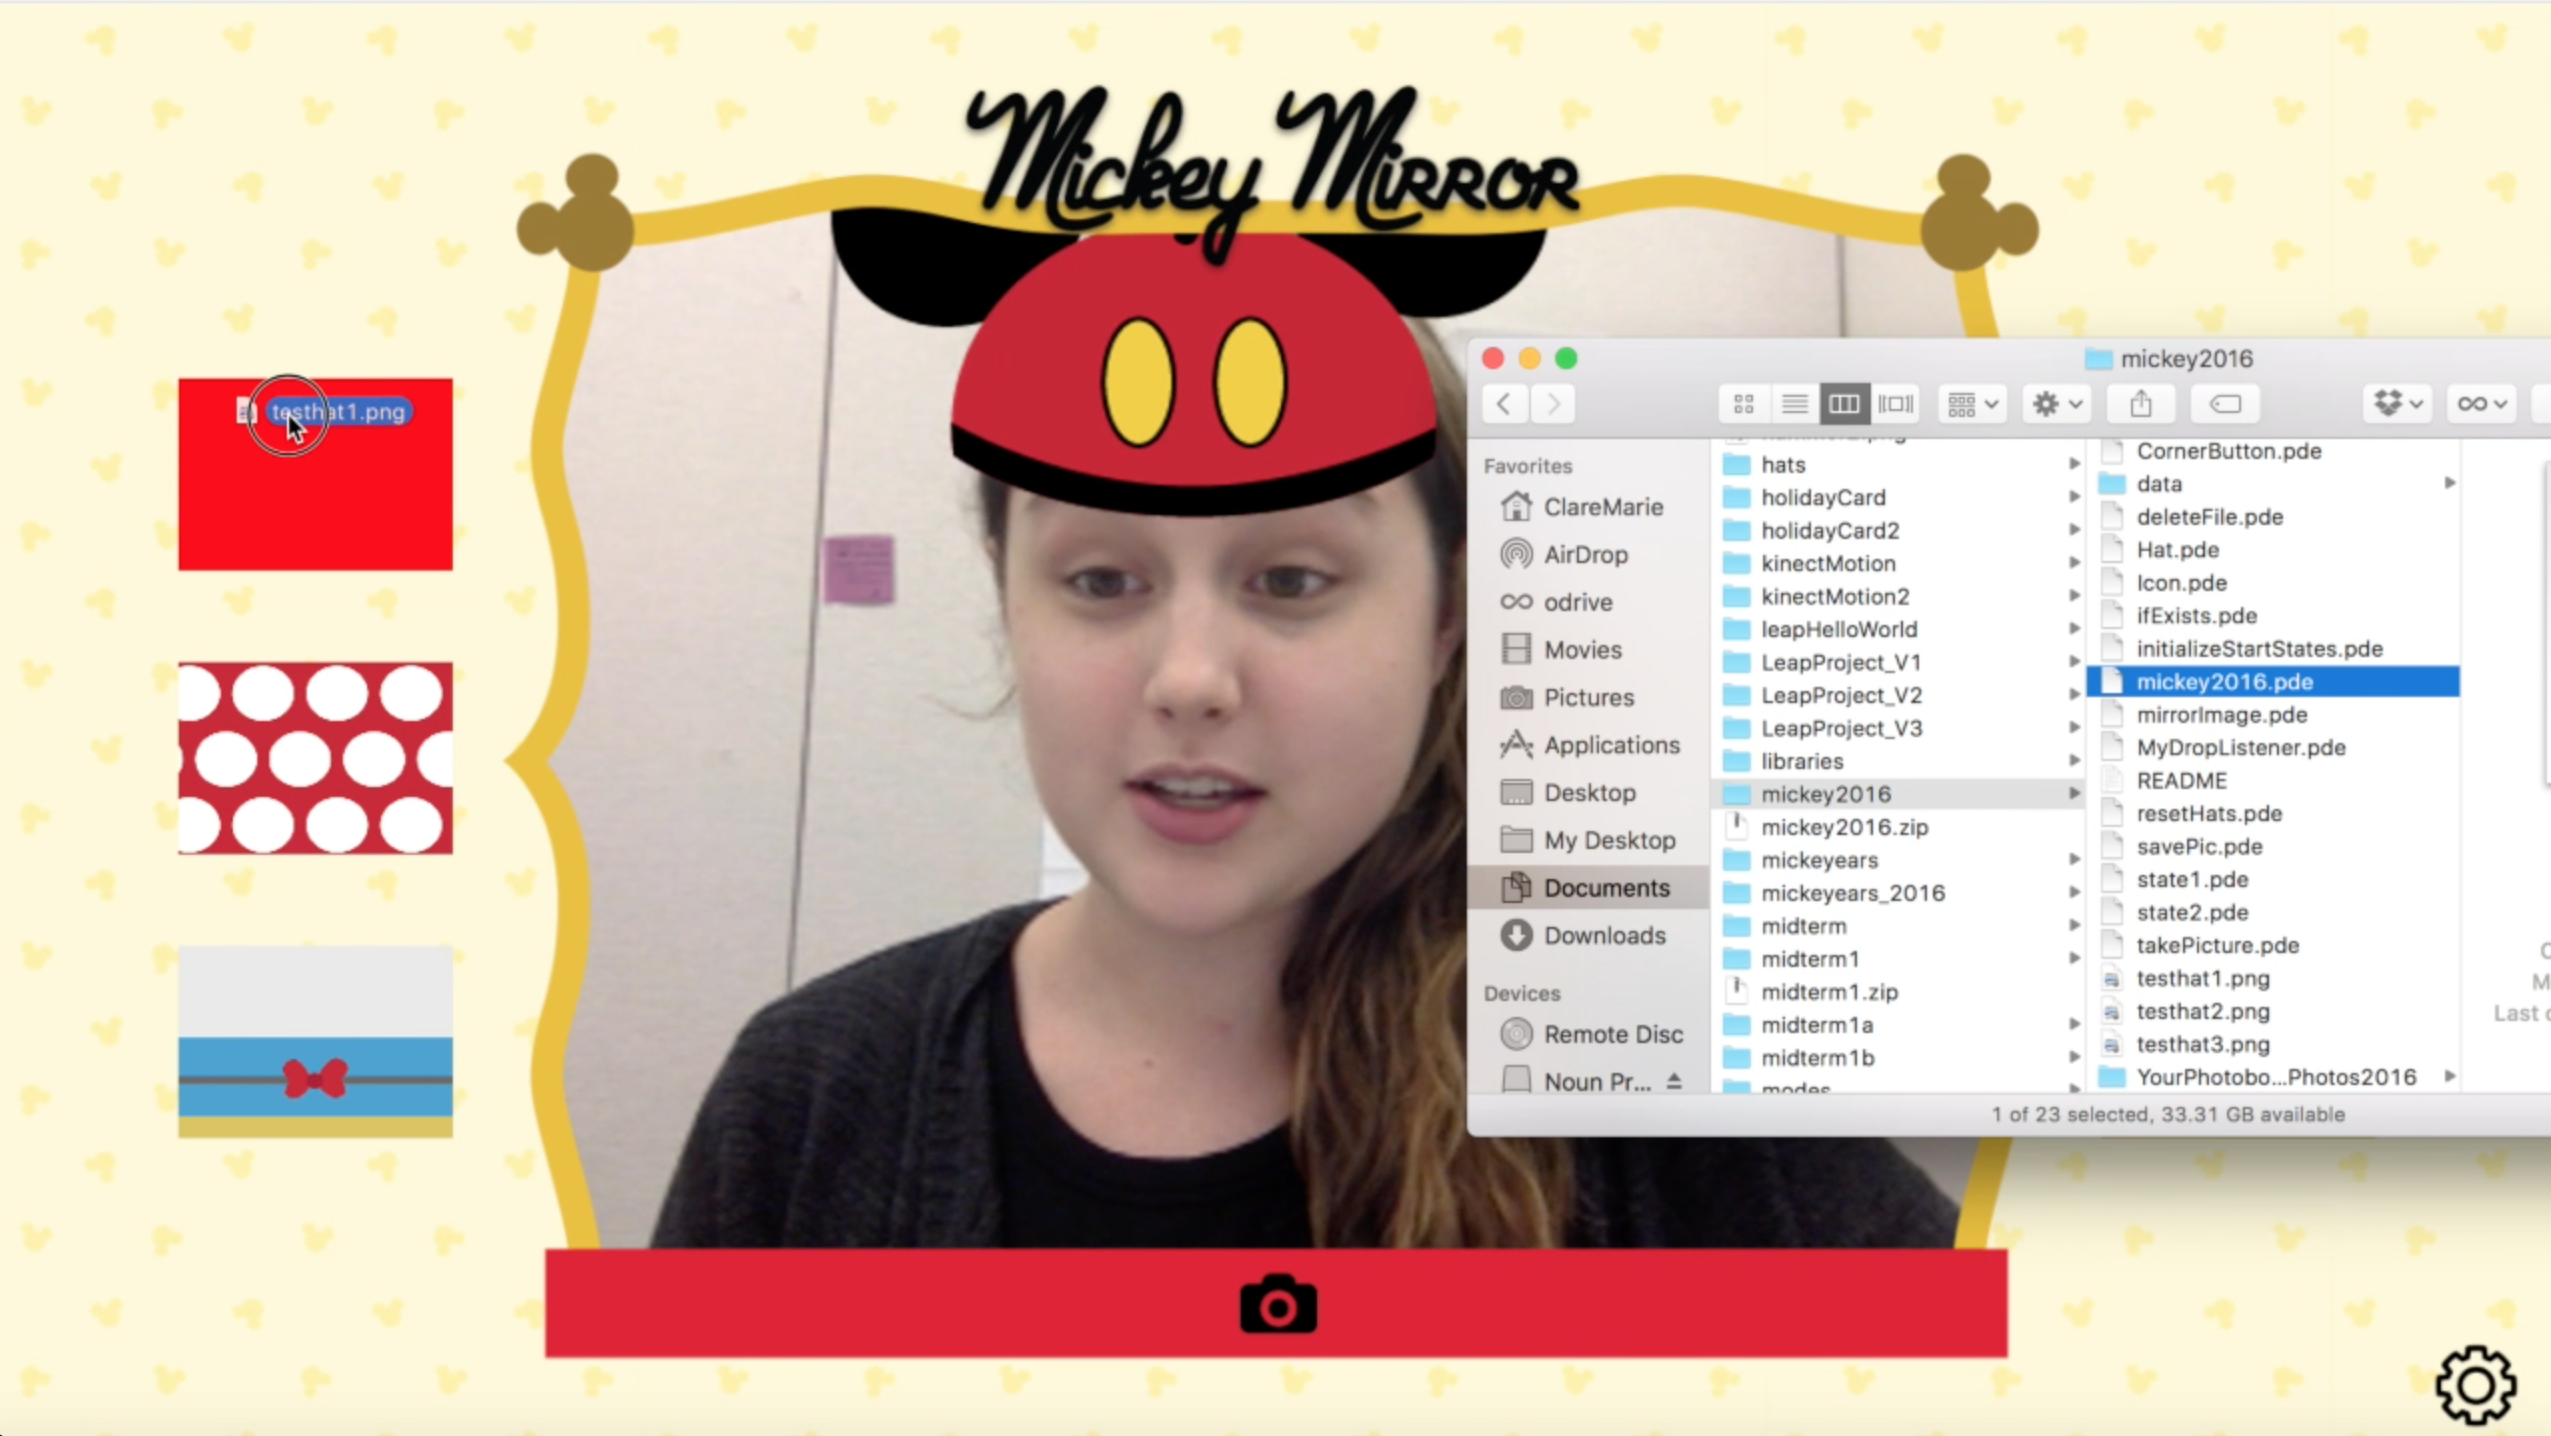 Mickey Mirror
testhat1.png
mickey2016
Favorites
ClareMarie
AirDrop
odrive
Movies
Pictures
Applications
Desktop
My Desktop
Documents
Downloads
Devices
Remote Disc
Noun Pr...
hats
holidayCard
holidayCard2
kinectMotion
kinectMotion2
leapHelloWorld
LeapProject_V1
LeapProject_V2
LeapProject_V3
libraries
mickey2016
mickey2016.zip
mickeyears
mickeyears_2016
midterm
midterm1
midterm1.zip
midterm1a
midterm1b
modes
CornerButton.pde
data
deleteFile.pde
Hat.pde
Icon.pde
ifExists.pde
initializeStartStates.pde
mickey2016.pde
mirrorImage.pde
MyDropListener.pde
README
resetHats.pde
savePic.pde
state1.pde
state2.pde
takePicture.pde
testhat1.png
testhat2.png
testhat3.png
YourPhotobo...Photos2016
Last
1 of 23 selected, 33.31 GB available